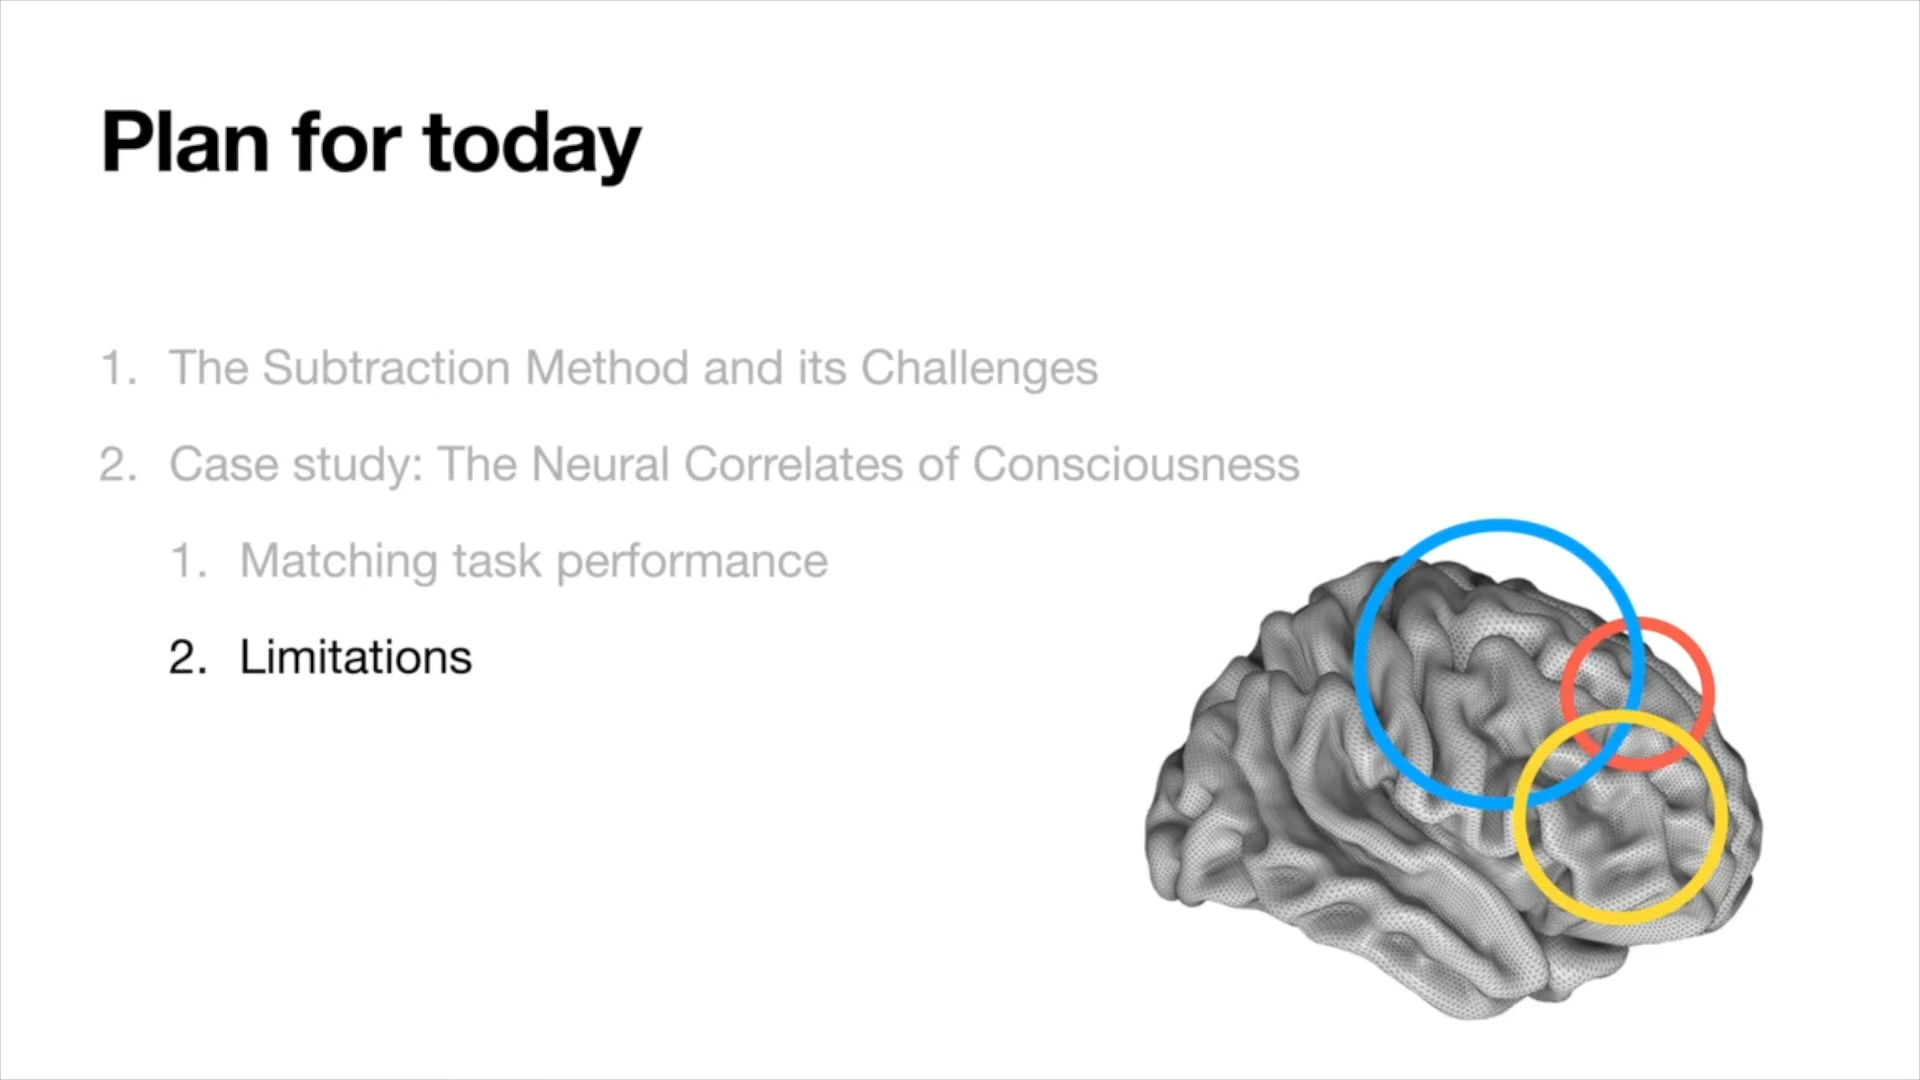 Plan for today
1. The Subtraction Method and its Challenges
2. Case study: The Neural Correlates of Consciousness
1. Matching task performance
2. Limitations